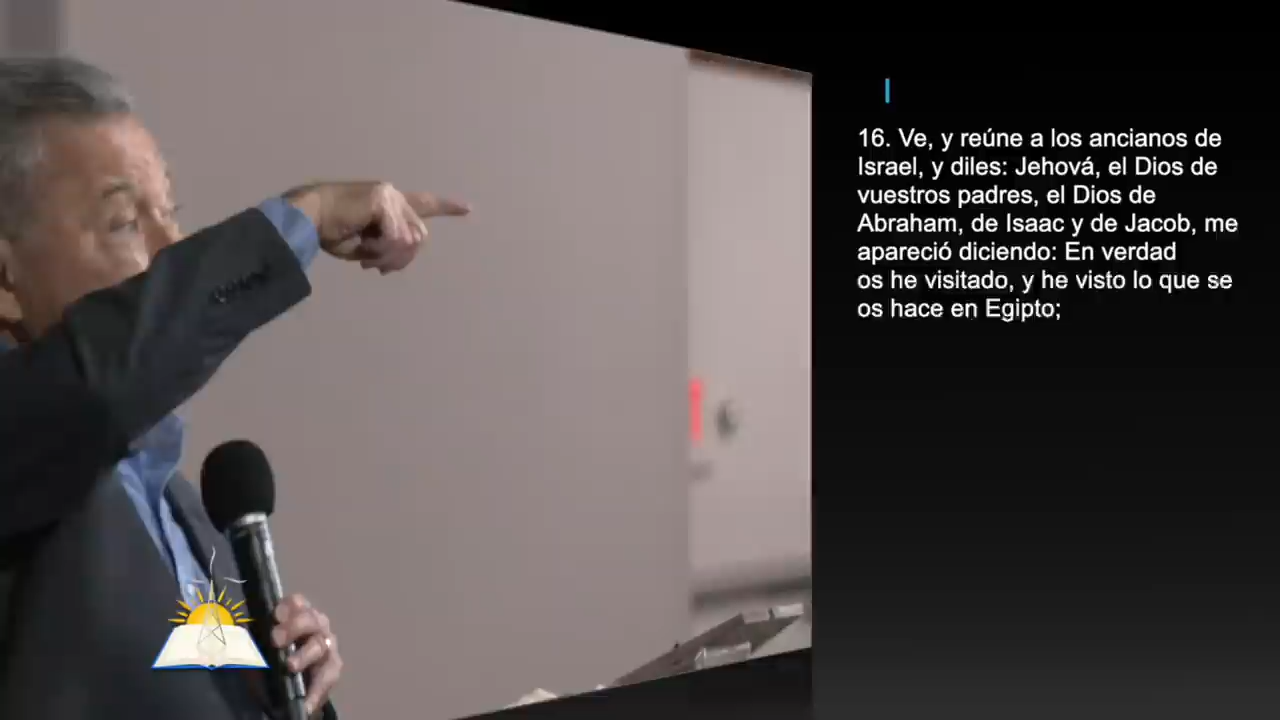 16. Ve, y reúne a los ancianos de
Israel, y diles: Jehová, el Dios de
vuestros padres, el Dios de
Abraham, de Isaac y de Jacob, me
apareció diciendo: En verdad
os he visitado, y he visto lo que se
os hace en Egipto;